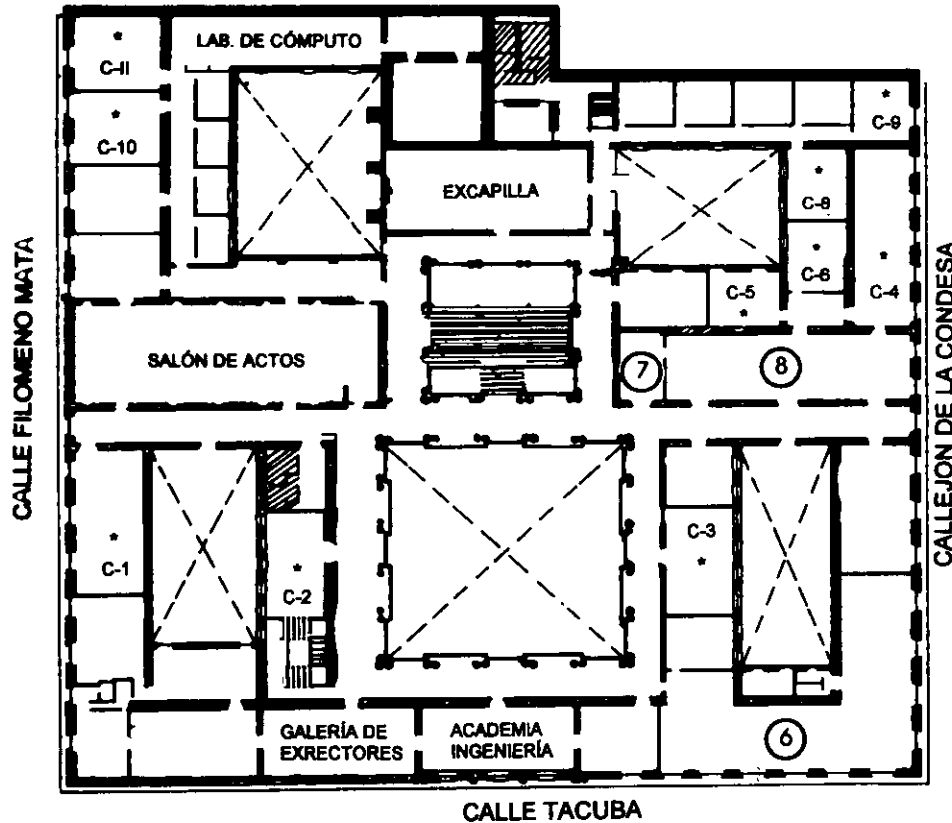 LAB. DE CÓMPUTO
*
C-II
*
C-10
*
C-9
EXCAPILLA
*
C-8
*
C-6
*
C-4
C-5
*
CALLE FILOMENO MATA
CALLEJON DE LA CONDESA
SALÓN DE ACTOS
7
8
*
C-1
*
C-2
C-3
*
GALERÍA DE
EXRECTORES
ACADEMIA
INGENIERÍA
6
CALLE TACUBA